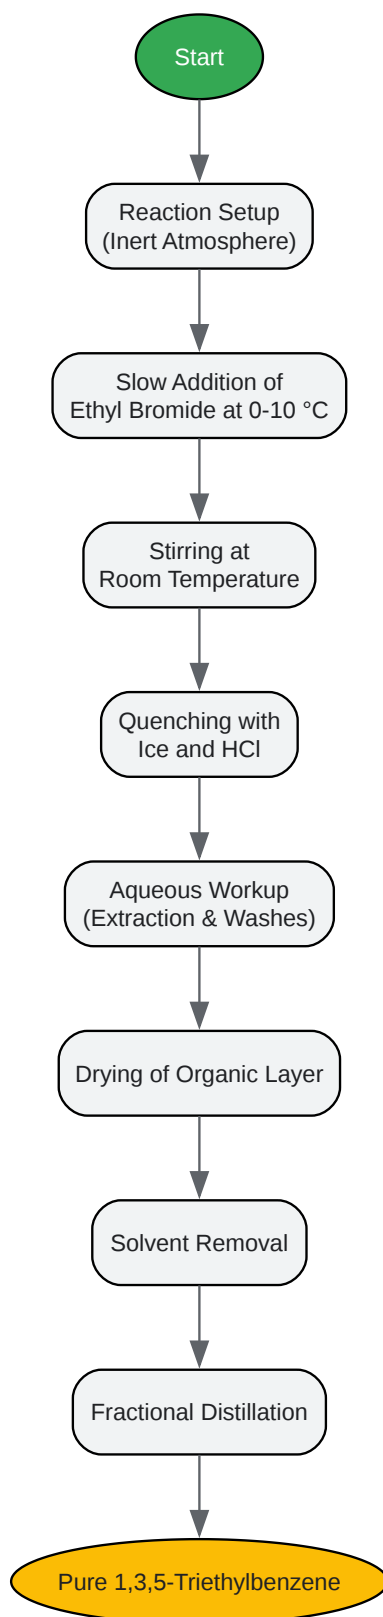 Start
Reaction Setup
(Inert Atmosphere)
Slow Addition of
Ethyl Bromide at 0-10 °C
Stirring at
Room Temperature
Quenching with
Ice and HCl
Aqueous Workup
(Extraction & Washes)
Drying of Organic Layer
Solvent Removal
Fractional Distillation
Pure 1,3,5-Triethylbenzene